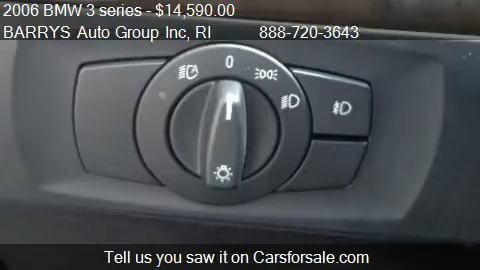 2006 BMW 3 series - $14,590.00
BARRYS Auto Group Inc, RI 888-720-3643
0
Tell us you saw it on Carsforsale.com